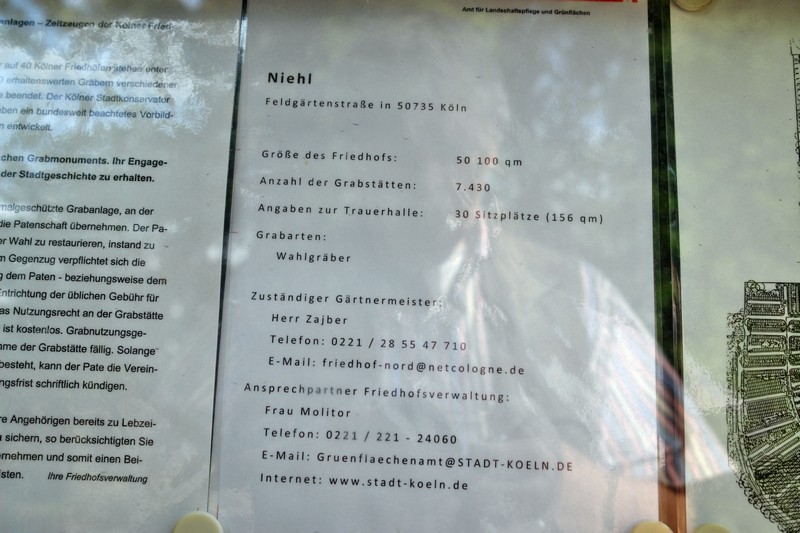 anlagen – Zeitzeugen der Kölner Fried-
auf 40 Kölner Friedhöfen stehen unter
erhaltenswerten Gräbern verschiedener
beendet. Der Kölner Stadtkonservator
ben ein bundesweit beachtetes Vorbild-
n entwickelt.
chen Grabmonuments. Ihr Engage-
der Stadtgeschichte zu erhalten.
malgeschützte Grabanlage, an der
die Patenschaft übernehmen. Der Pa-
er Wahl zu restaurieren, instand zu
m Gegenzug verpflichtet sich die
g dem Paten - beziehungsweise dem
Entrichtung der üblichen Gebühr für
as Nutzungsrecht an der Grabstätte
ist kostenlos. Grabnutzungsge-
me der Grabstätte fällig. Solange
besteht, kann der Pate die Verein-
ngsfrist schriftlich kündigen.
re Angehörigen bereits zu Lebzei-
u sichern, so berücksichtigten Sie
ernehmen und somit einen Bei-
isten. Ihre Friedhofsverwaltung
Amt für Landschaftspflege und Grünflächen
Niehl
Feldgärtenstraße in 50735 Köln
Größe des Friedhofs: 50 100 qm
Anzahl der Grabstätten: 7.430
Angaben zur Trauerhalle: 30 Sitzplätze (156 qm)
Grabarten:
Wahlgräber
Zuständiger Gärtnermeister:
Herr Zajber
Telefon: 0221 / 28 55 47 710
E-Mail: friedhof-nord@netcologne.de
Ansprechpartner Friedhofsverwaltung:
Frau Molitor
Telefon: 0221 / 221 - 24060
E-Mail: Gruenflaechenamt@STADT-KOELN.DE
Internet: www.stadt-koeln.de